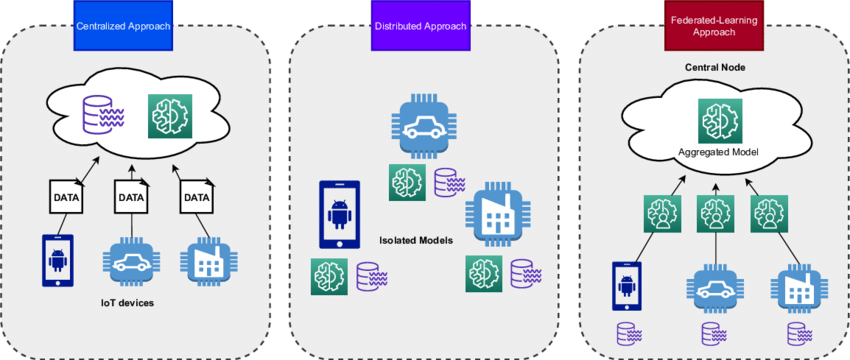 Centralized Approach
DATA
DATA
DATA
IoT devices
Distributed Approach
Isolated Models
Federated-Learning
Approach
Central Node
Aggregated Model